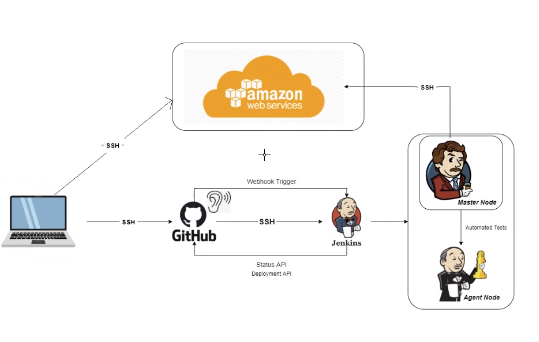 amazon
web services
SSH
SSH
Webhook Trigger
SSH
GitHub
SSH
Jenkins
Status API
Deployment API
Master Node
Automated Tests
Agent Node